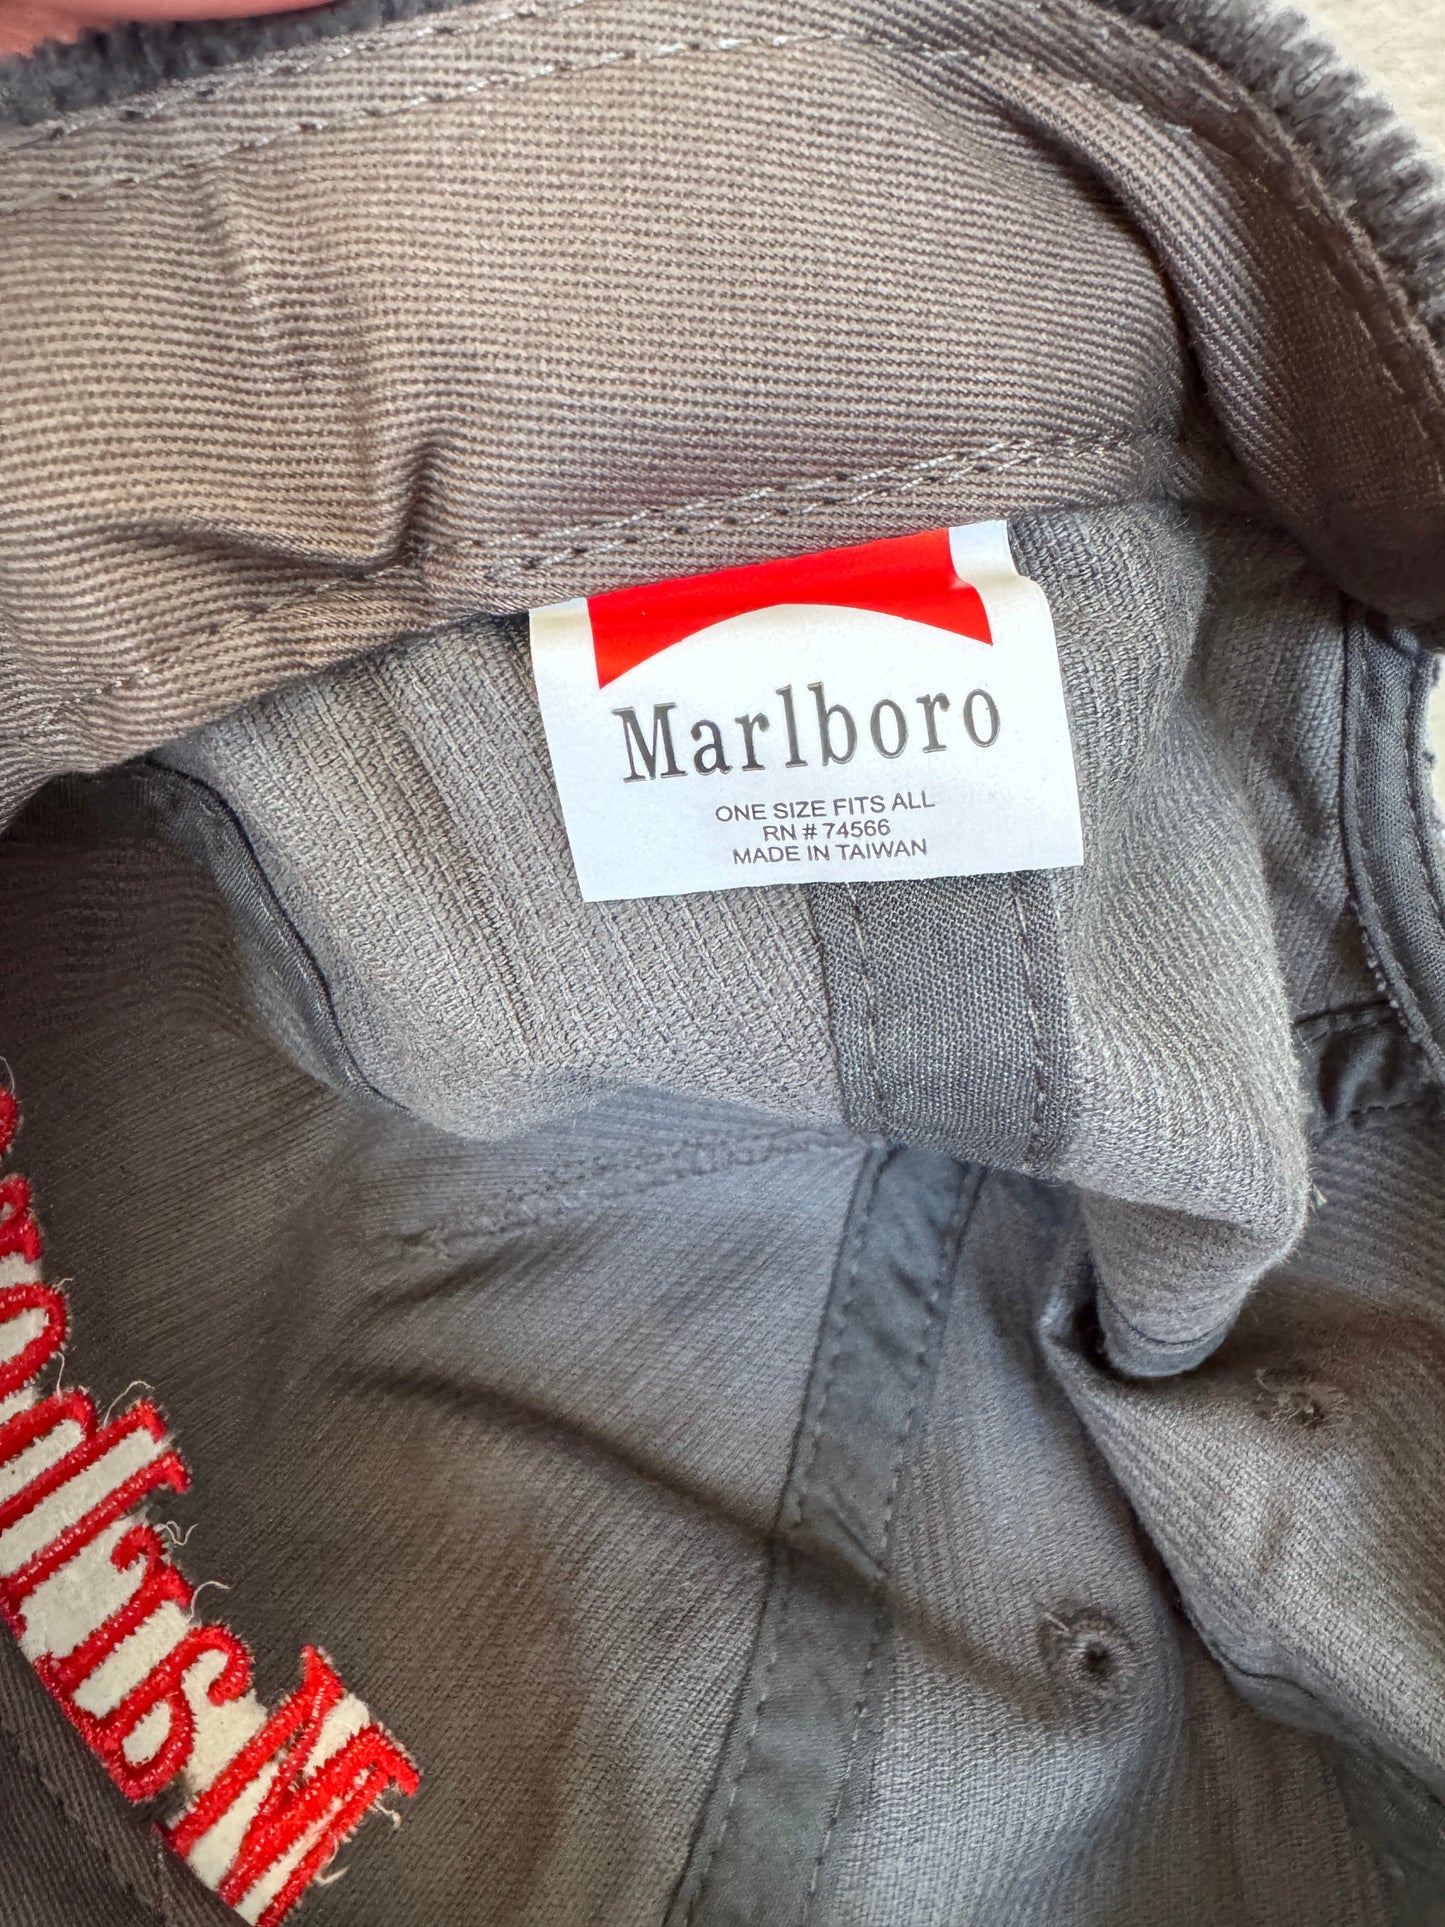 Marlboro
ONE SIZE FITS ALL
RN # 74566
MADE IN TAIWAN